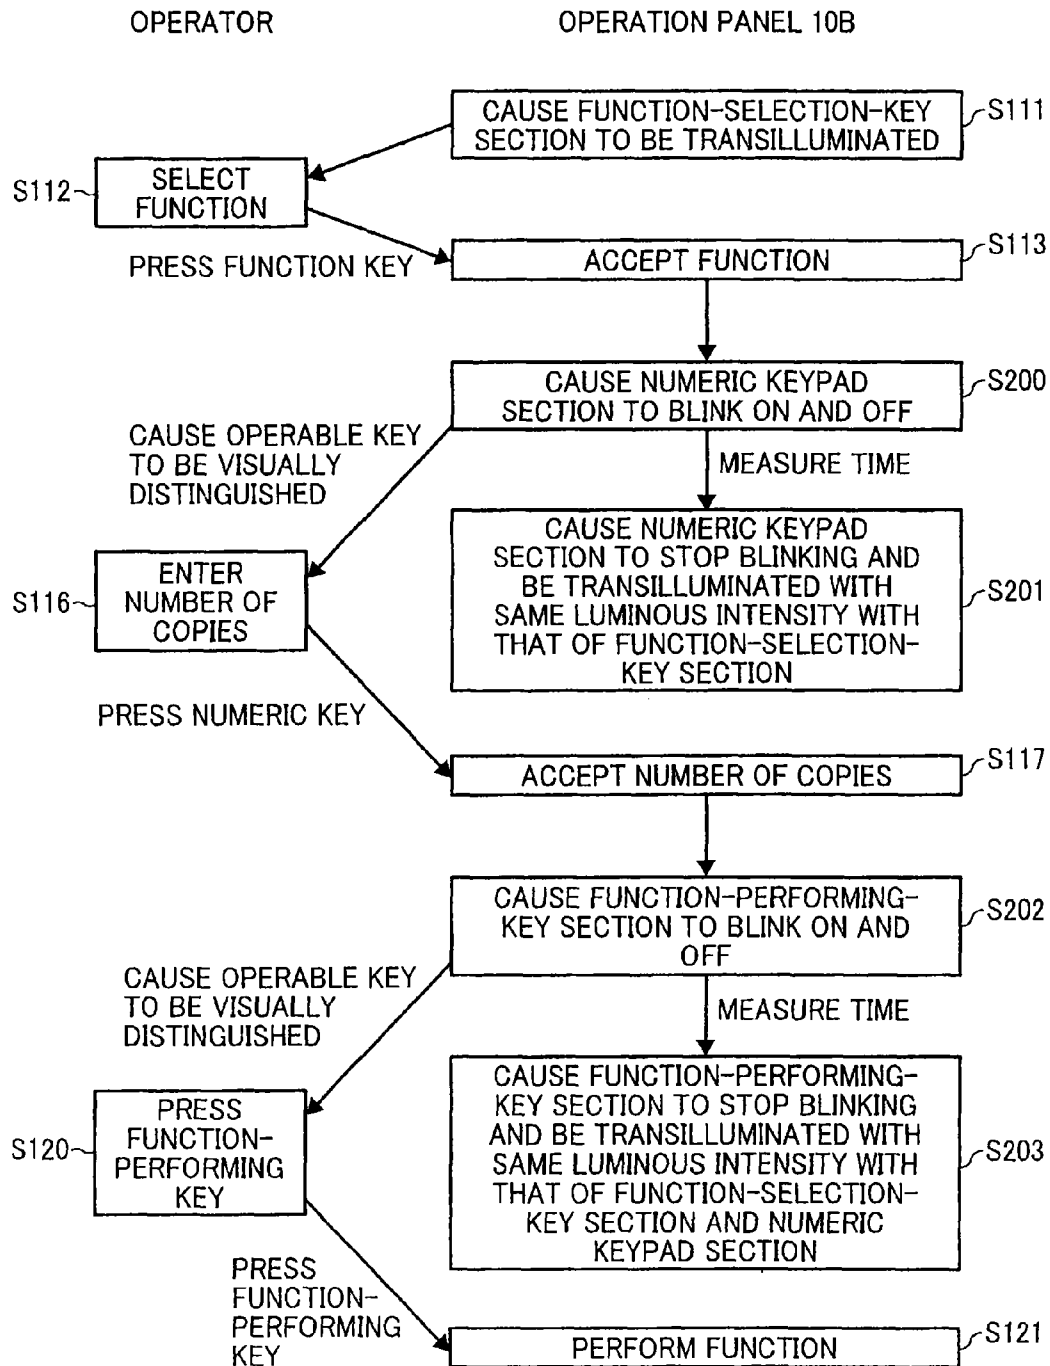 OPERATOR
OPERATION PANEL 10B
CAUSE FUNCTION-SELECTION-KEY
SECTION TO BE TRANSILLUMINATED
S111
S112
SELECT
FUNCTION
PRESS FUNCTION KEY
ACCEPT FUNCTION
S113
CAUSE NUMERIC KEYPAD
SECTION TO BLINK ON AND OFF
S200
CAUSE OPERABLE KEY
TO BE VISUALLY
DISTINGUISHED
MEASURE TIME
CAUSE NUMERIC KEYPAD
SECTION TO STOP BLINKING AND
BE TRANSILLUMINATED WITH
SAME LUMINOUS INTENSITY WITH
THAT OF FUNCTION-SELECTION-
KEY SECTION
S201
S116
ENTER
NUMBER OF
COPIES
PRESS NUMERIC KEY
ACCEPT NUMBER OF COPIES
S117
CAUSE FUNCTION-PERFORMING-
KEY SECTION TO BLINK ON AND
OFF
S202
CAUSE OPERABLE KEY
TO BE VISUALLY
DISTINGUISHED
MEASURE TIME
CAUSE FUNCTION-PERFORMING-
KEY SECTION TO STOP BLINKING
AND BE TRANSILLUMINATED WITH
SAME LUMINOUS INTENSITY WITH
THAT OF FUNCTION-SELECTION-
KEY SECTION AND NUMERIC
KEYPAD SECTION
S203
S120
PRESS
FUNCTION-
PERFORMING
KEY
PRESS
FUNCTION-
PERFORMING
KEY
PERFORM FUNCTION
S121